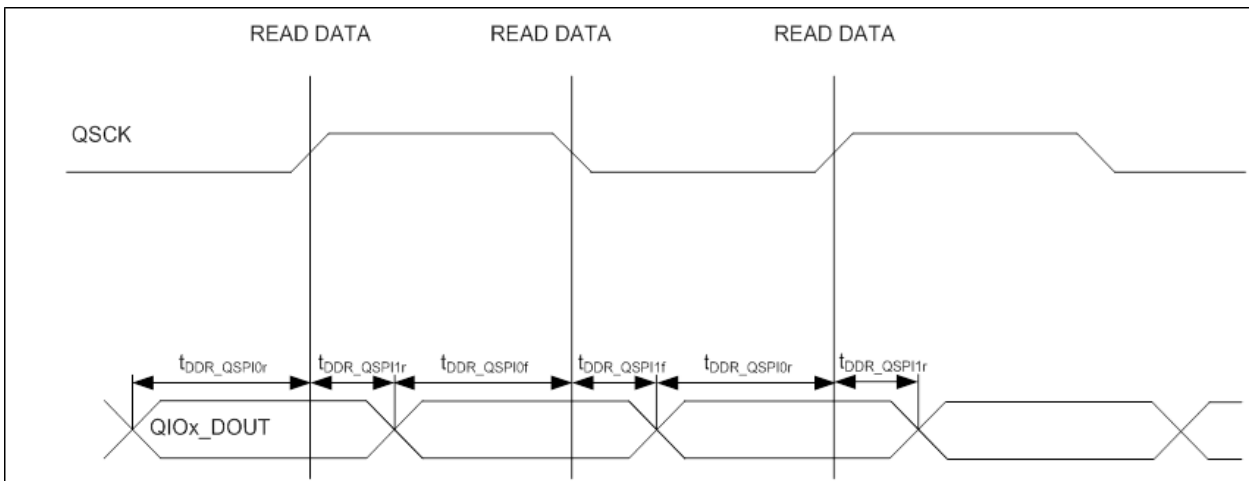 READ DATA READ DATA READ DATA
QSCK
tDDR_QSPI0r tDDR_QSPI1r tDDR_QSPI0f tDDR_QSPI1f tDDR_QSPI0r tDDR_QSPI1r
QIOx_DOUT